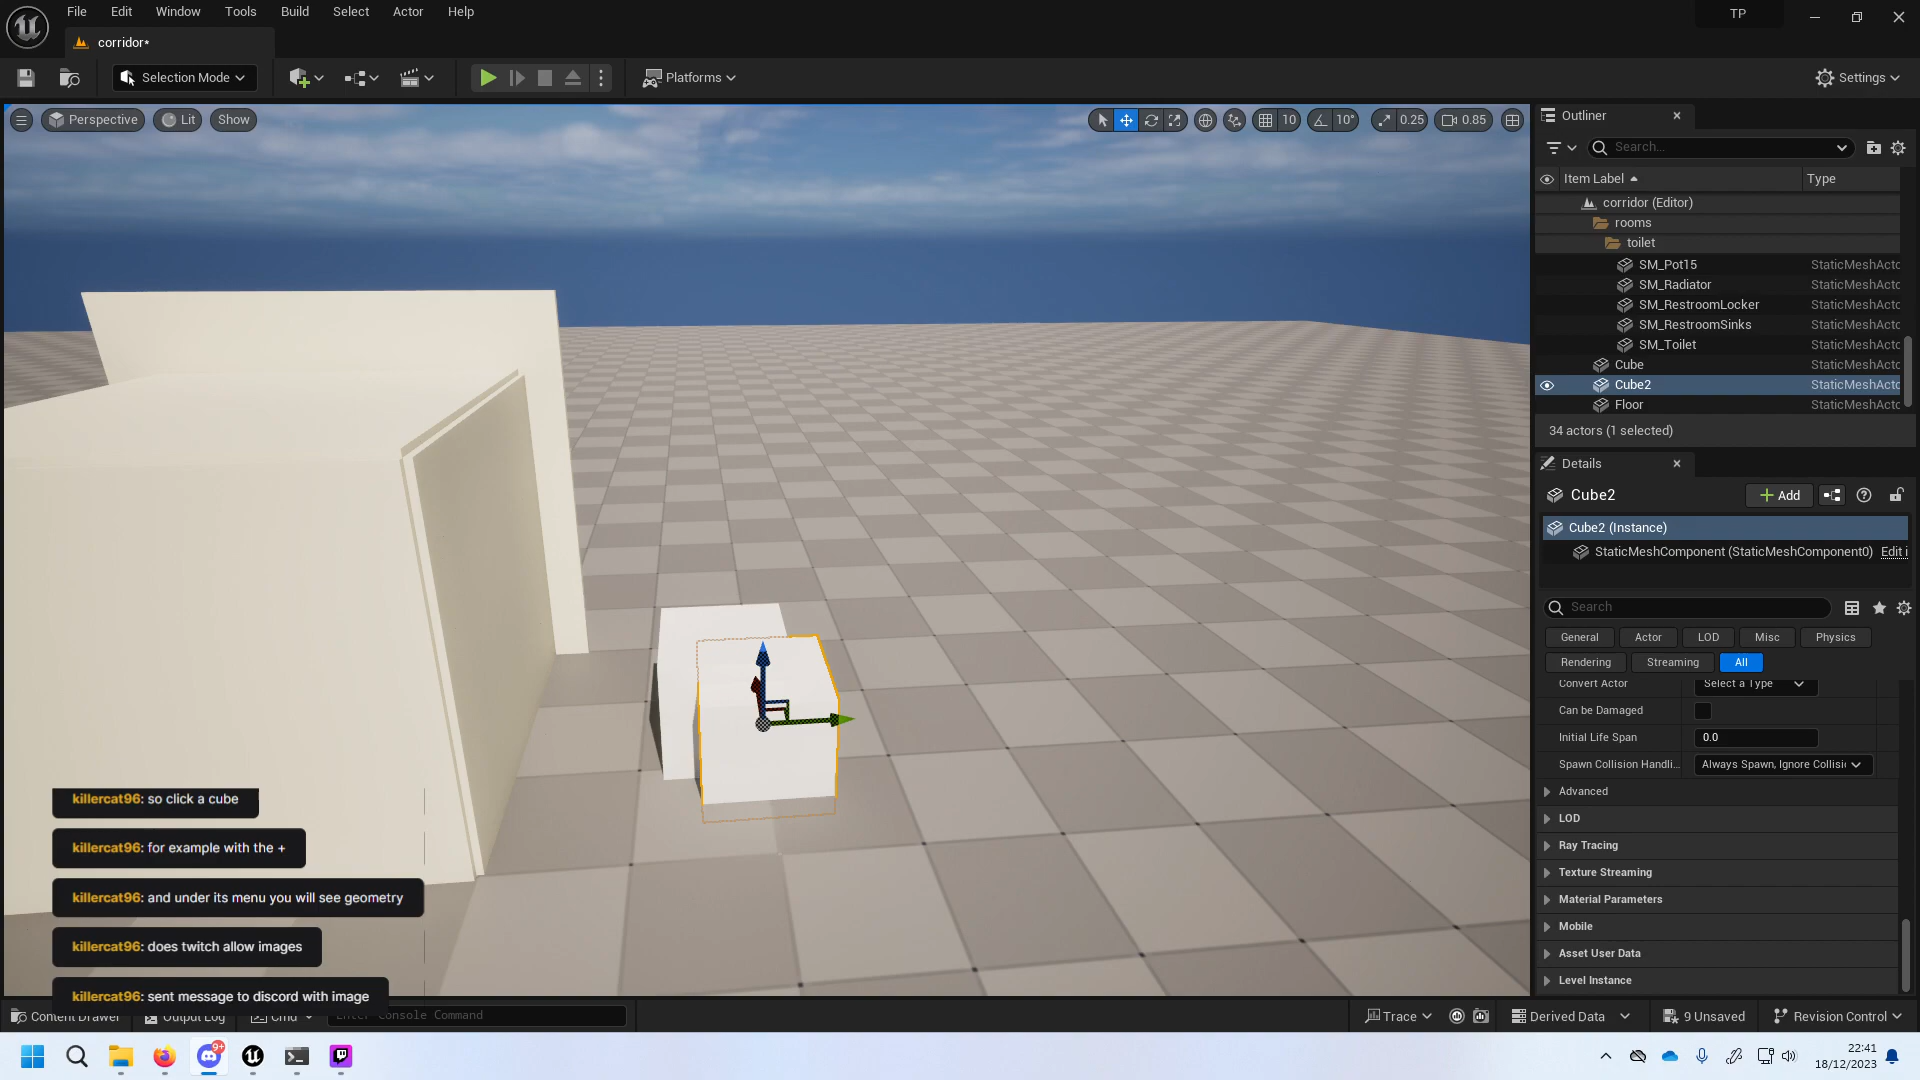 File Edit Window Tools Build Select Actor Help
TP
corridor*
Selection Mode
Platforms
Settings
Perspective
Lit
Show
10
10°
0.25
0.85
Outliner
Search...
Item Label
Type
corridor (Editor)
rooms
toilet
SM_Pot15 StaticMeshActo
SM_Radiator StaticMeshActo
SM_RestroomLocker StaticMeshActo
SM_RestroomSinks StaticMeshActo
SM_Toilet StaticMeshActo
Cube StaticMeshActo
Cube2 StaticMeshActo
Floor StaticMeshActo
34 actors (1 selected)
Details
Cube2
Add
Cube2 (Instance)
StaticMeshComponent (StaticMeshComponent0) Edit i
Search
General Actor LOD Misc Physics
Rendering Streaming All
Convert Actor Select a Type
Can be Damaged
Initial Life Span 0.0
Spawn Collision Handli... Always Spawn, Ignore Collisi
Advanced
LOD
Ray Tracing
Texture Streaming
Material Parameters
Mobile
Asset User Data
Level Instance
killercat96: so click a cube
killercat96: for example with the +
killercat96: and under its menu you will see geometry
killercat96: does twitch allow images
killercat96: sent message to discord with image
Content Drawer
Output Log
Cmd
Enter Console Command
Trace
Derived Data
9 Unsaved
Revision Control
9+
22:41
18/12/2023